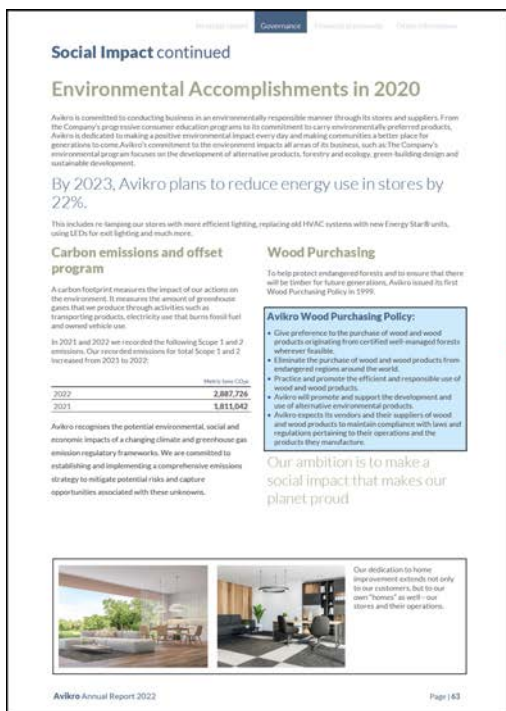 Governance
Social Impact continued
Environmental Accomplishments in 2020
Avikro is committed to conducting business in an environmentally responsible manner through its stores and suppliers. From
the Company's progressive consumer education programs to its commitment to carry environmentally preferred products,
Avikro is dedicated to making a positive environmental impact every day and making communities a better place for
generations to come.Avikro's commitment to the environment impacts all areas of its business, such as:The Company's
environmental program focuses on the development of alternative products, forestry and ecology, green-building design and
sustainable development.
By 2023, Avikro plans to reduce energy use in stores by
22%.
This includes re-lamping our stores with more efficient lighting, replacing old HVAC systems with new Energy Star® units,
using LEDs for exit lighting and much more.
Carbon emissions and offset
program
A carbon footprint measures the impact of our actions on
the environment. It measures the amount of greenhouse
gases that we produce through activities such as
transporting products, electricity use that burns fossil fuel
and owned vehicle use.
In 2021 and 2022 we recorded the following Scope 1 and 2
emissions. Our recorded emissions for total Scope 1 and 2
increased from 2021 to 2022:
Metric tons CO2e
2022 2,887,726
2021 1,811,042
Avikro recognises the potential environmental, social and
economic impacts of a changing climate and greenhouse gas
emission regulatory frameworks. We are committed to
establishing and implementing a comprehensive emissions
strategy to mitigate potential risks and capture
opportunities associated with these unknowns.
Wood Purchasing
To help protect endangered forests and to ensure that there
will be timber for future generations, Avikro issued its first
Wood Purchasing Policy in 1999.
Avikro Wood Purchasing Policy:
• Give preference to the purchase of wood and wood
products originating from certified well-managed forests
wherever feasible.
• Eliminate the purchase of wood and wood products from
endangered regions around the world.
• Practice and promote the efficient and responsible use of
wood and wood products.
• Avikro will promote and support the development and
use of alternative environmental products.
• Avikro expects its vendors and their suppliers of wood
and wood products to maintain compliance with laws and
regulations pertaining to their operations and the
products they manufacture.
Our ambition is to make a
social impact that makes our
planet proud
Our dedication to home
improvement extends not only
to our customers, but to our
own "homes" as well - our
stores and their operations.
Avikro Annual Report 2022
Page | 63